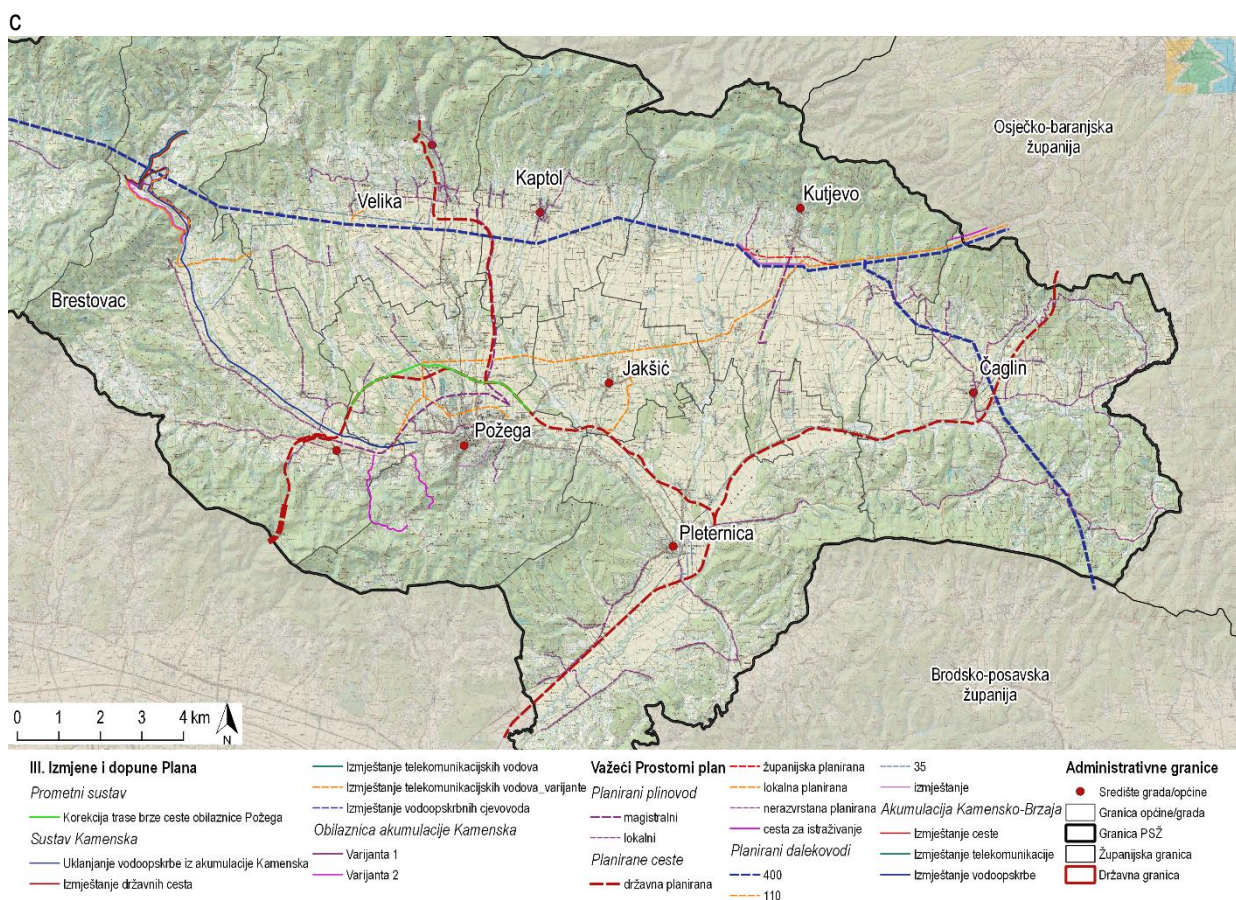 C
Osječko-baranjska
županija
Kaptol
Kutjevo
Velika
Brestovac
Jakšić
Čaglin
Požega
Pleternica
Brodsko-posavska
županija
0 1 2 3 4 km
N
III. Izmjene i dopune Plana
Prometni sustav
Korekcija trase brze ceste obilaznice Požega
Sustav Kamenska
Uklanjanje vodoopskrbe iz akumulacije Kamenska
Izmještanje državnih cesta
Izmještanje telekomunikacijskih vodova
Izmještanje telekomunikacijskih vodova_varijante
Izmještanje vodoopskrbnih cjevovoda
Obilaznica akumulacije Kamenska
Varijanta 1
Varijanta 2
Važeći Prostorni plan
Planirani plinovod
magistralni
lokalni
Planirane ceste
državna planirana
županijska planirana
lokalna planirana
nerazvrstana planirana
cesta za istraživanje
Planirani dalekovodi
400
110
35
Izmještanje
Akumulacija Kamensko-Brzaja
Izmještanje ceste
Izmještanje telekomunikacije
Izmještanje vodoopskrbe
Administrativne granice
Središte grada/općine
Granica općine/grada
Granica PSŽ
Županijska granica
Državna granica